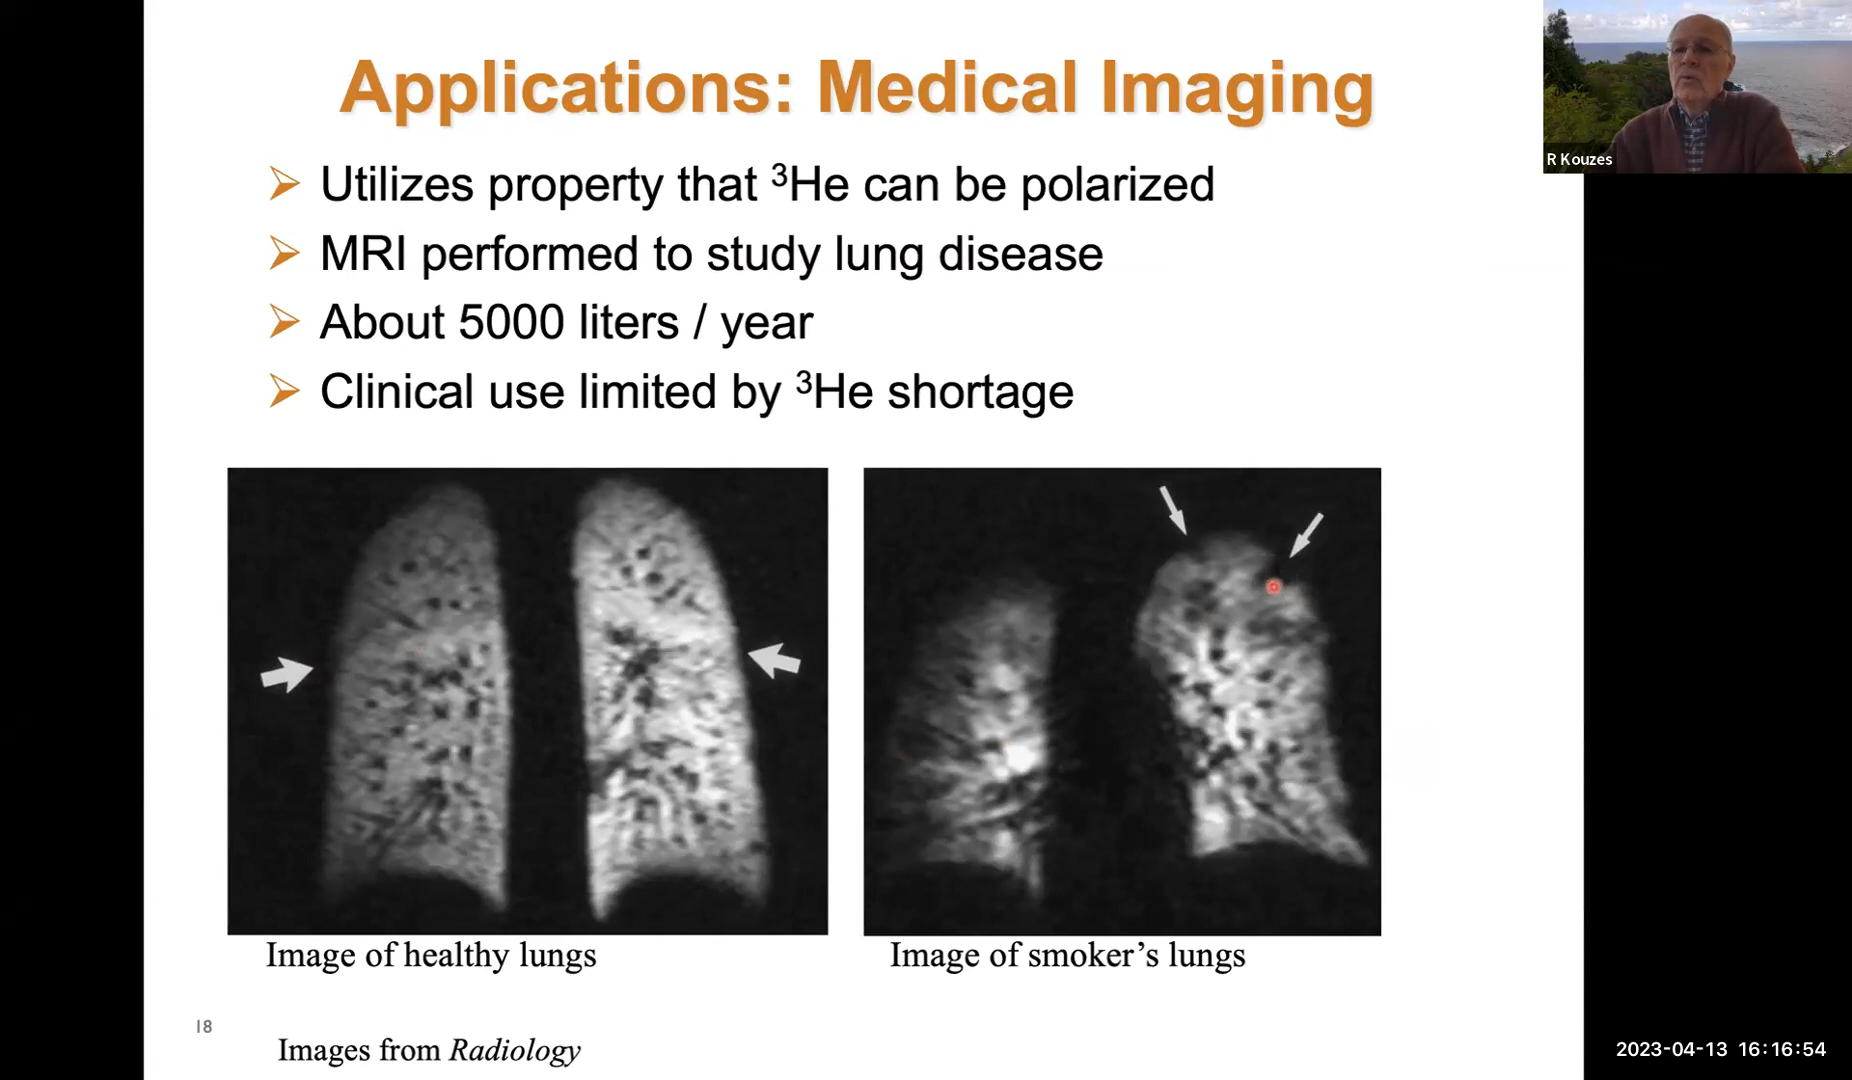 Applications: Medical Imaging
R Kouzes
Utilizes property that ³He can be polarized
MRI performed to study lung disease
About 5000 liters / year
Clinical use limited by ³He shortage
Image of healthy lungs
Image of smoker’s lungs
18
Images from Radiology
2023-04-13 16:16:54